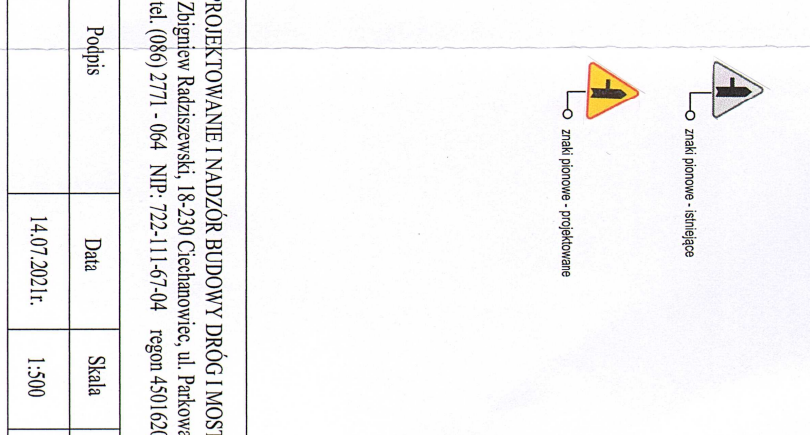 znaki pionowe - istniejące
znaki pionowe - projektowane
PROJEKTOWANIE I NADZÓR BUDOWY DRÓG I MOST
Zbigniew Radziszewski, 18-230 Ciechanowiec, ul. Parkowa
tel. (086) 2771 - 064 NIP: 722-111-67-04 regon 4501620
Podpis Data Skala
14.07.2021r. 1:500